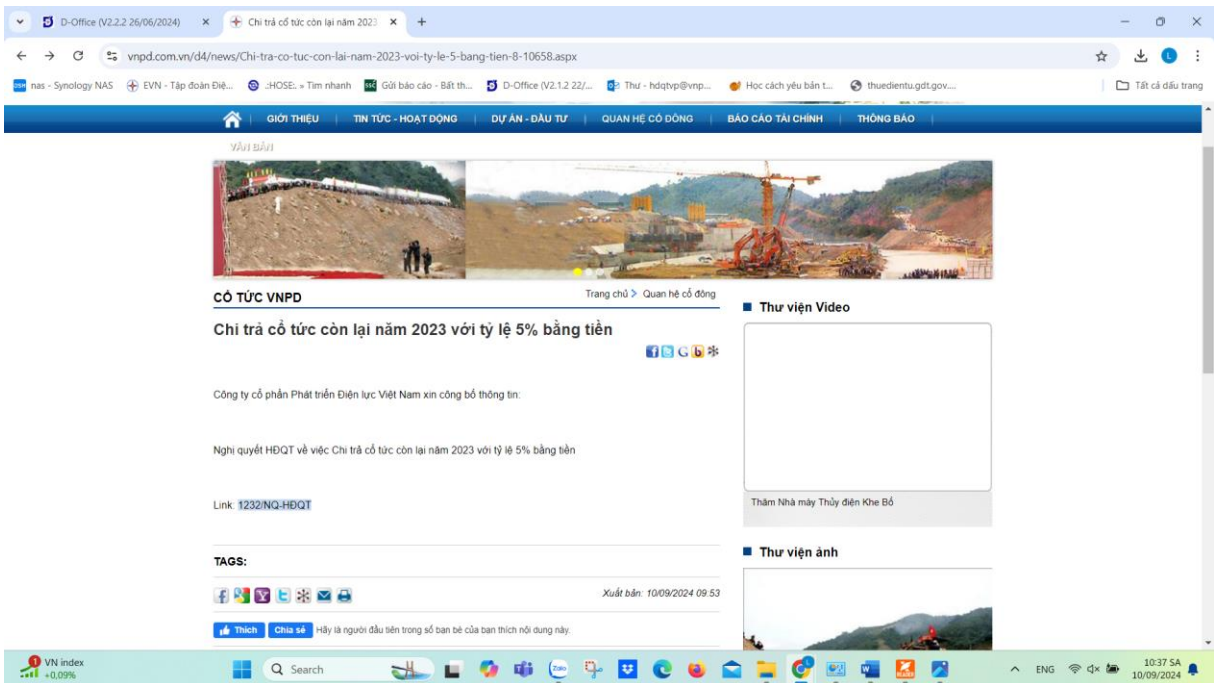 D-Office (V2.2.2 26/06/2024)
Chi trả cổ tức còn lại năm 2023
vnpd.com.vn/d4/news/Chi-tra-co-tuc-con-lai-nam-2023-voi-ty-le-5-bang-tien-8-10658.aspx
L
nas - Synology NAS
EVN - Tập đoàn Điệ...
.:HOSE:. » Tim nhanh
Gửi báo cáo - Bất th...
D-Office (V2.1.2 22/...
Thư - hdqtvp@vnp...
Học cách yêu bản t...
thuedientu.gdt.gov....
Tất cả dấu trang
GIỚI THIỆU
TIN TỨC - HOẠT ĐỘNG
DỰ ÁN - ĐẦU TƯ
QUAN HỆ CỔ ĐÔNG
BÁO CÁO TÀI CHÍNH
THÔNG BÁO
VĂN BẢN
CỔ TỨC VNPD
Trang chủ > Quan hệ cổ đông
Chi trả cổ tức còn lại năm 2023 với tỷ lệ 5% bằng tiền
Công ty cổ phần Phát triển Điện lực Việt Nam xin công bố thông tin:
Nghị quyết HĐQT về việc Chi trả cổ tức còn lại năm 2023 với tỷ lệ 5% bằng tiền
Link: 1232/NQ-HĐQT
TAGS:
Xuất bản: 10/09/2024 09:53
Thích
Chia sẻ
Hãy là người đầu tiên trong số bạn bè của bạn thích nội dung này.
Thư viện Video
Thăm Nhà máy Thủy điện Khe Bố
Thư viện ảnh
1
VN index
+0,09%
Search
Zalo
ENG
10:37 SA
10/09/2024